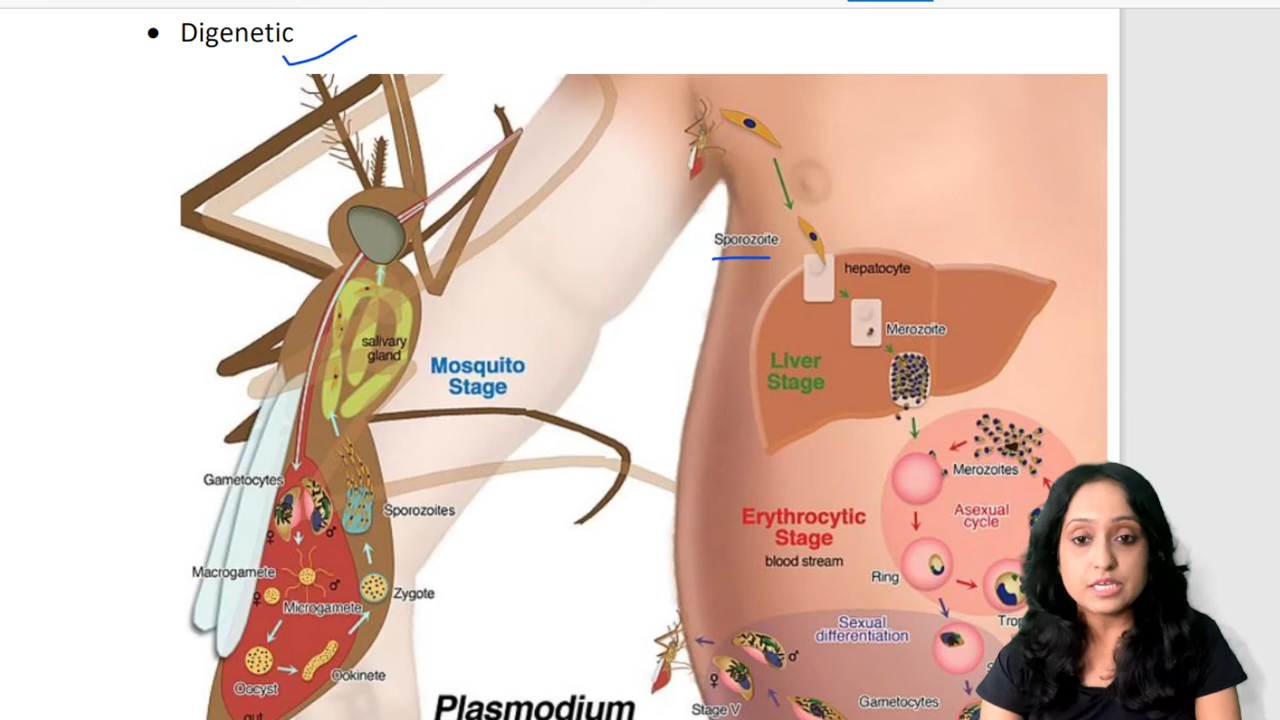 • Digenetic
Sporozoite
hepatocyte
Merozoite
salivary
gland
Mosquito
Stage
Liver
Stage
Merozoites
Gametocytes
Sporozoites
Asexual
cycle
Erythrocytic
Stage
blood stream
Ring
Macrogamete
Zygote
Microgamete
Sexual
differentiation
Oocyst
Ookinete
Gametocytes
Stage V
Plasmodium
gut